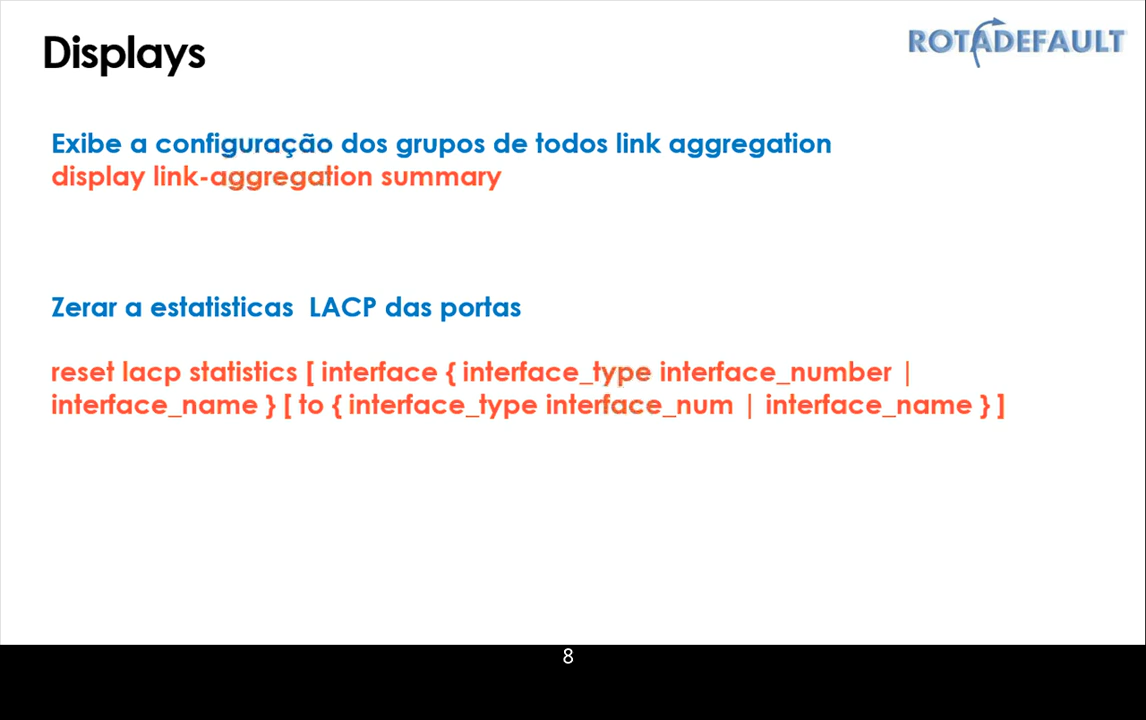 Displays
ROTADEFAULT
Exibe a configuração dos grupos de todos link aggregation
display link-aggregation summary
Zerar a estatisticas  LACP das portas
reset lacp statistics [ interface { interface_type interface_number |
interface_name } [ to { interface_type interface_num | interface_name } ]
8